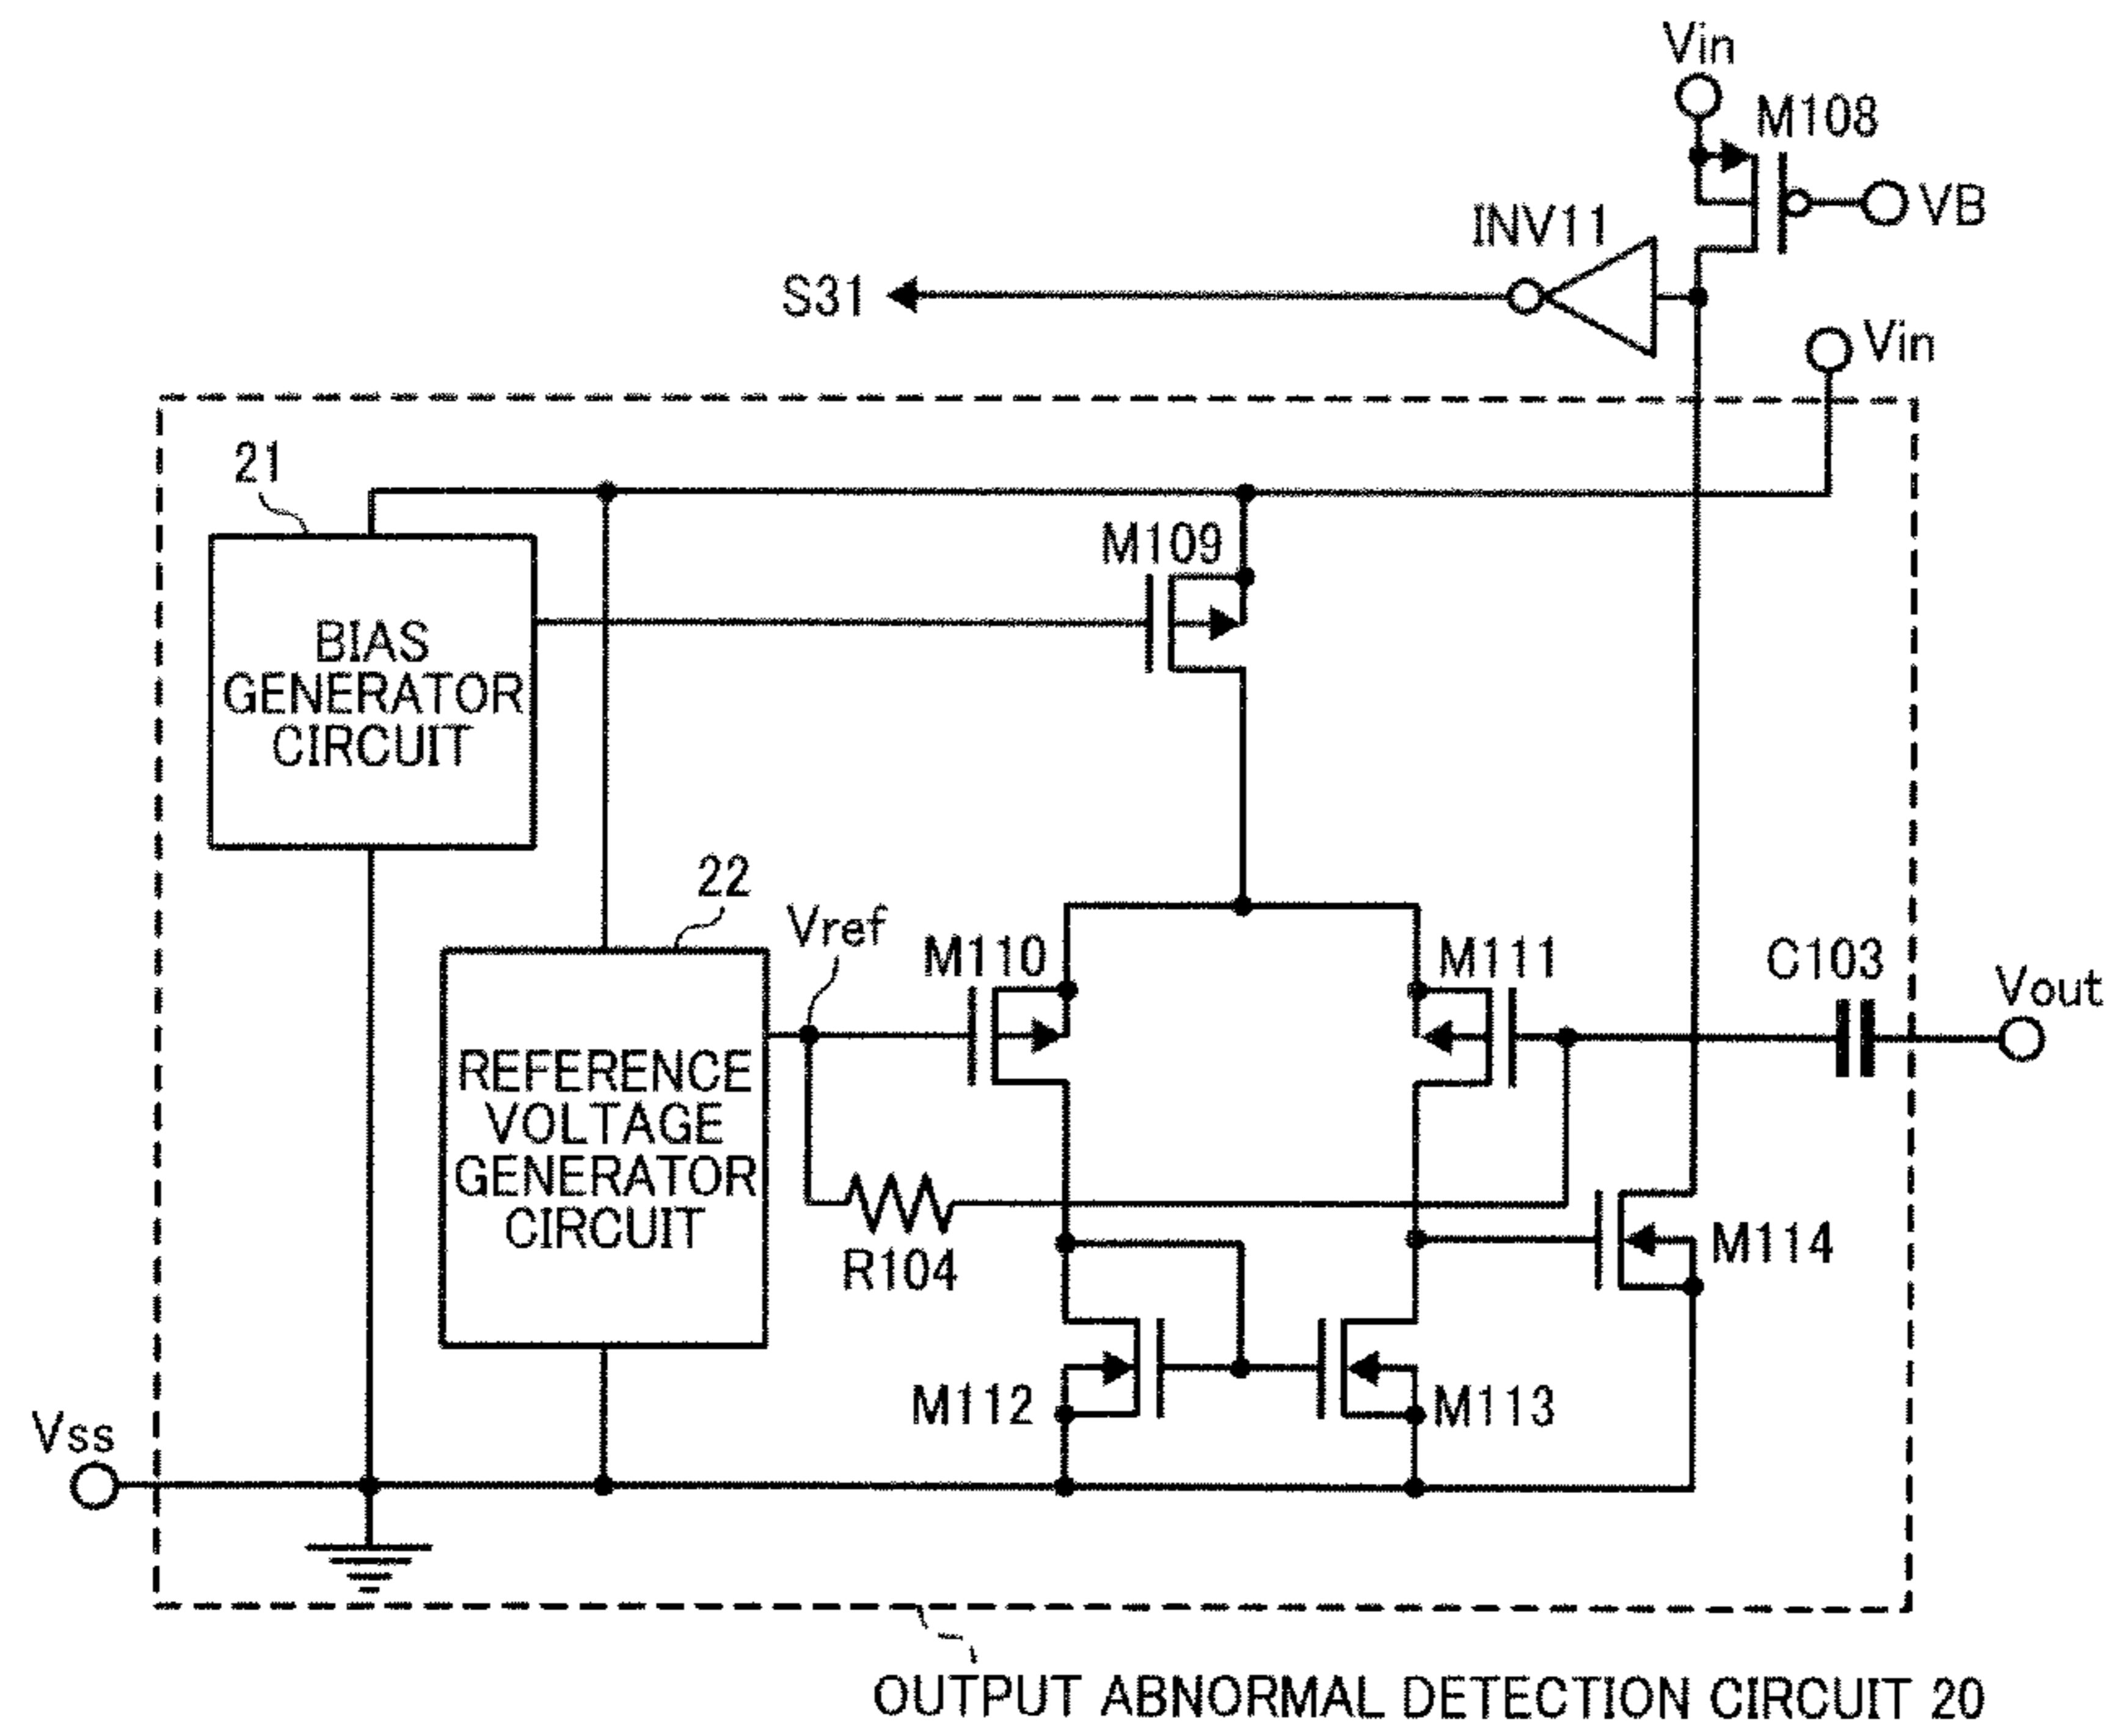 Vin
M108
VB
INV11
S31
Vin
21
M109
BIAS
GENERATOR
CIRCUIT
22
Vref
M110
M111
C103
Vout
REFERENCE
VOLTAGE
GENERATOR
CIRCUIT
R104
M114
M112
M113
Vss
OUTPUT ABNORMAL DETECTION CIRCUIT 20